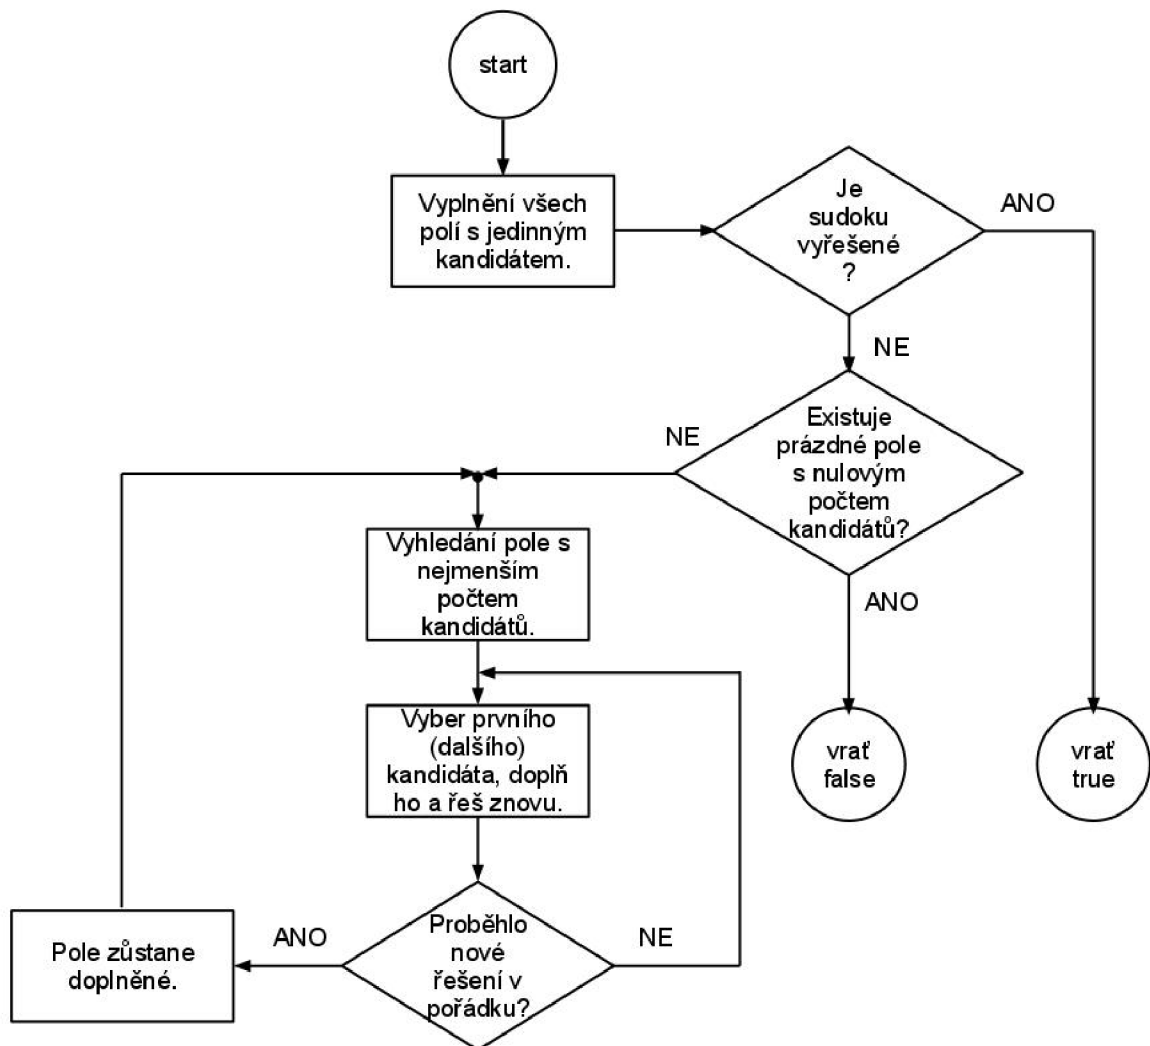 start
Vyplnění všech
polí s jedinným
kandidátem.
Je
sudoku
vyřešené
?
ANO
NE
Existuje
prázdné pole
s nulovým
počtem
kandidátů?
NE
ANO
Vyhledání pole s
nejmenším
počtem
kandidátů.
Vyber prvního
(dalšího)
kandidáta, doplň
ho a řeš znovu.
vrať
false
vrať
true
Proběhlo
nové
řešení v
pořádku?
ANO
NE
Pole zůstane
doplněné.